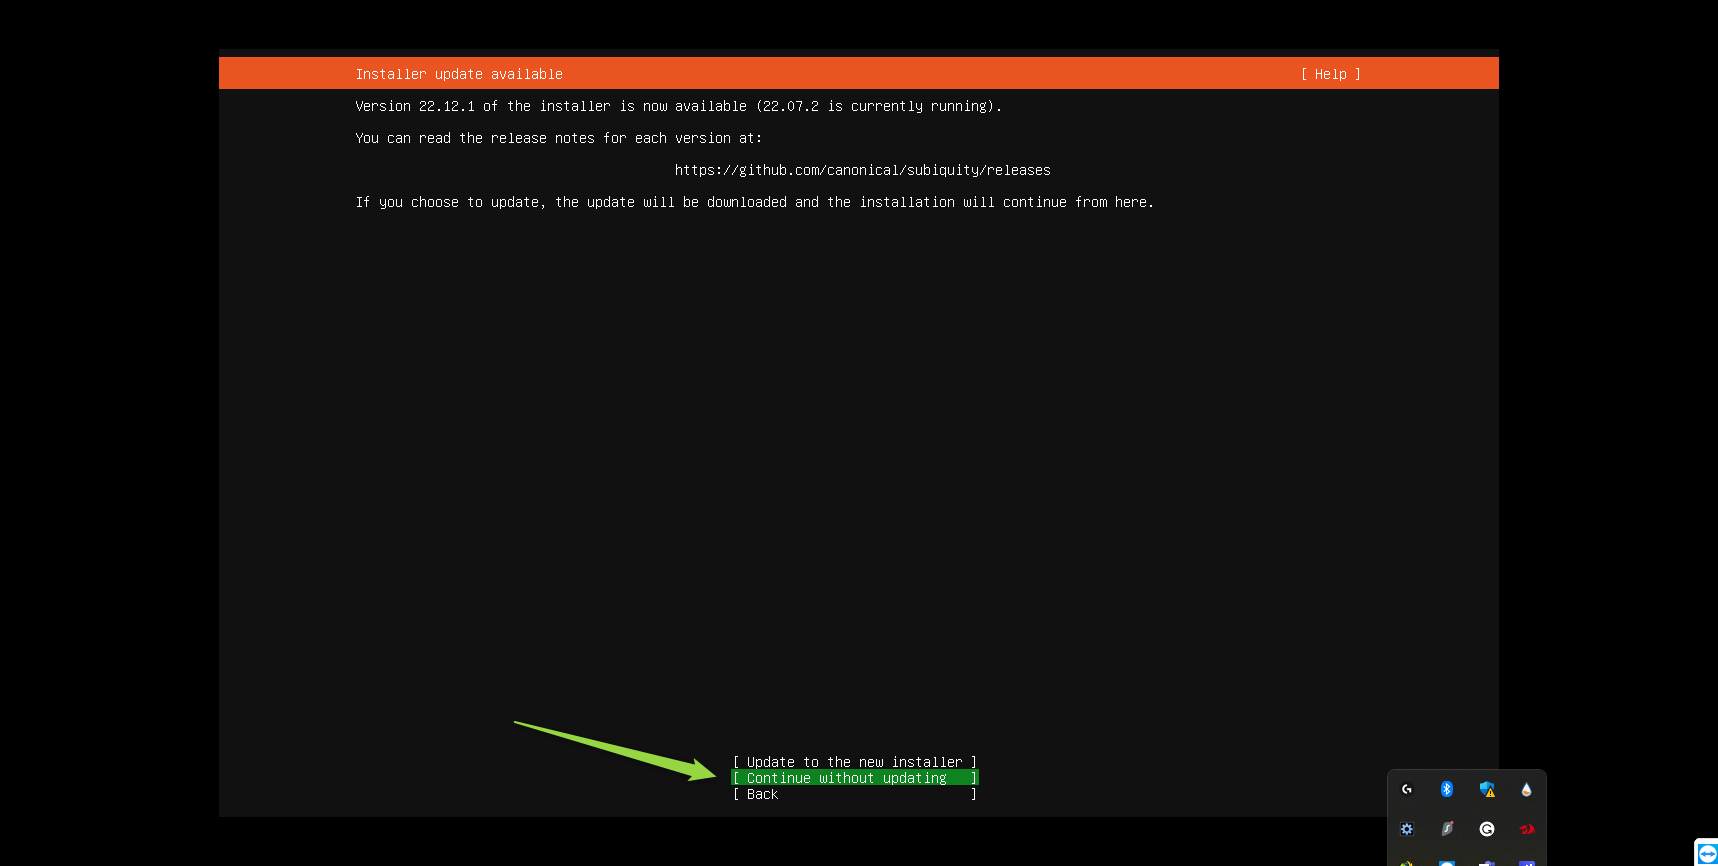 Installer update available [ Help ]
Version 22.12.1 of the installer is now available (22.07.2 is currently running).
You can read the release notes for each version at:
https://github.com/canonical/subiquity/releases
If you choose to update, the update will be downloaded and the installation will continue from here.
[ Update to the new installer ]
[ Continue without updating ]
[ Back ]